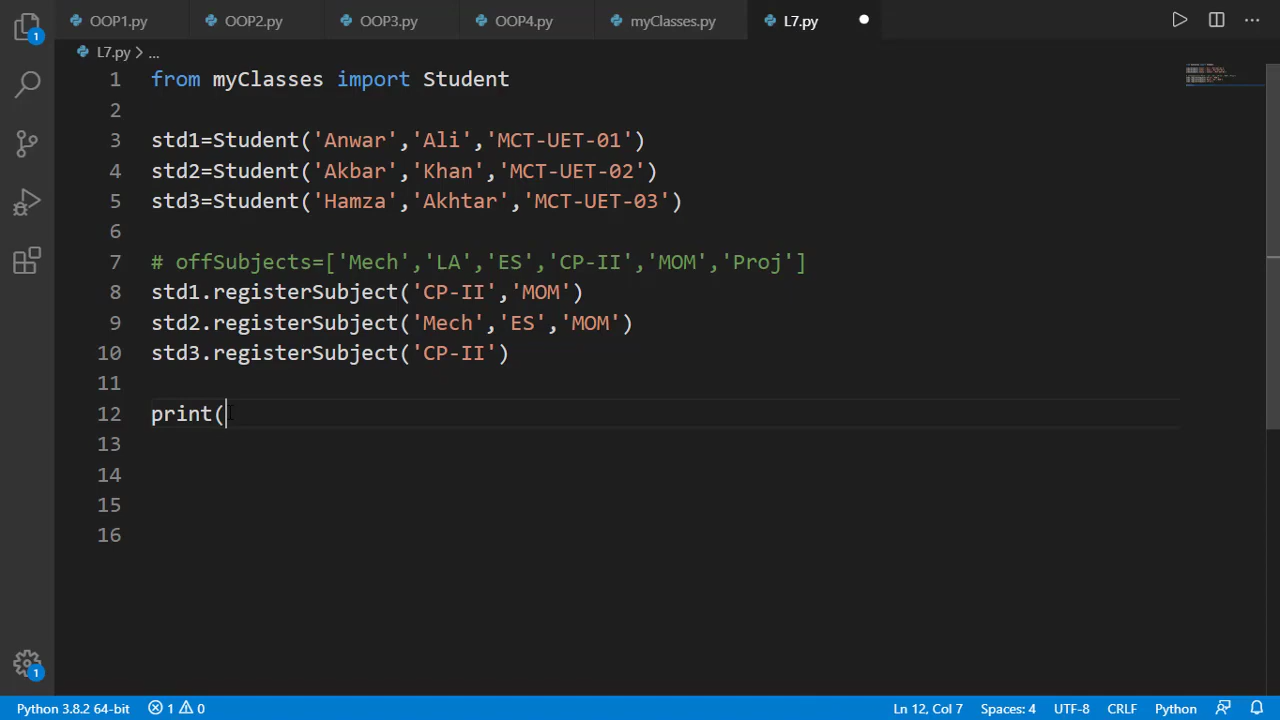 OOP1.py OOP2.py OOP3.py OOP4.py myClasses.py L7.py
L7.py > ...
1 from myClasses import Student
2
3 std1=Student('Anwar','Ali','MCT-UET-01')
4 std2=Student('Akbar','Khan','MCT-UET-02')
5 std3=Student('Hamza','Akhtar','MCT-UET-03')
6
7 # offSubjects=['Mech','LA','ES','CP-II','MOM','Proj']
8 std1.registerSubject('CP-II','MOM')
9 std2.registerSubject('Mech','ES','MOM')
10 std3.registerSubject('CP-II')
11
12 print(
13
14
15
16
1
1
Python 3.8.2 64-bit 1 0 Ln 12, Col 7 Spaces: 4 UTF-8 CRLF Python